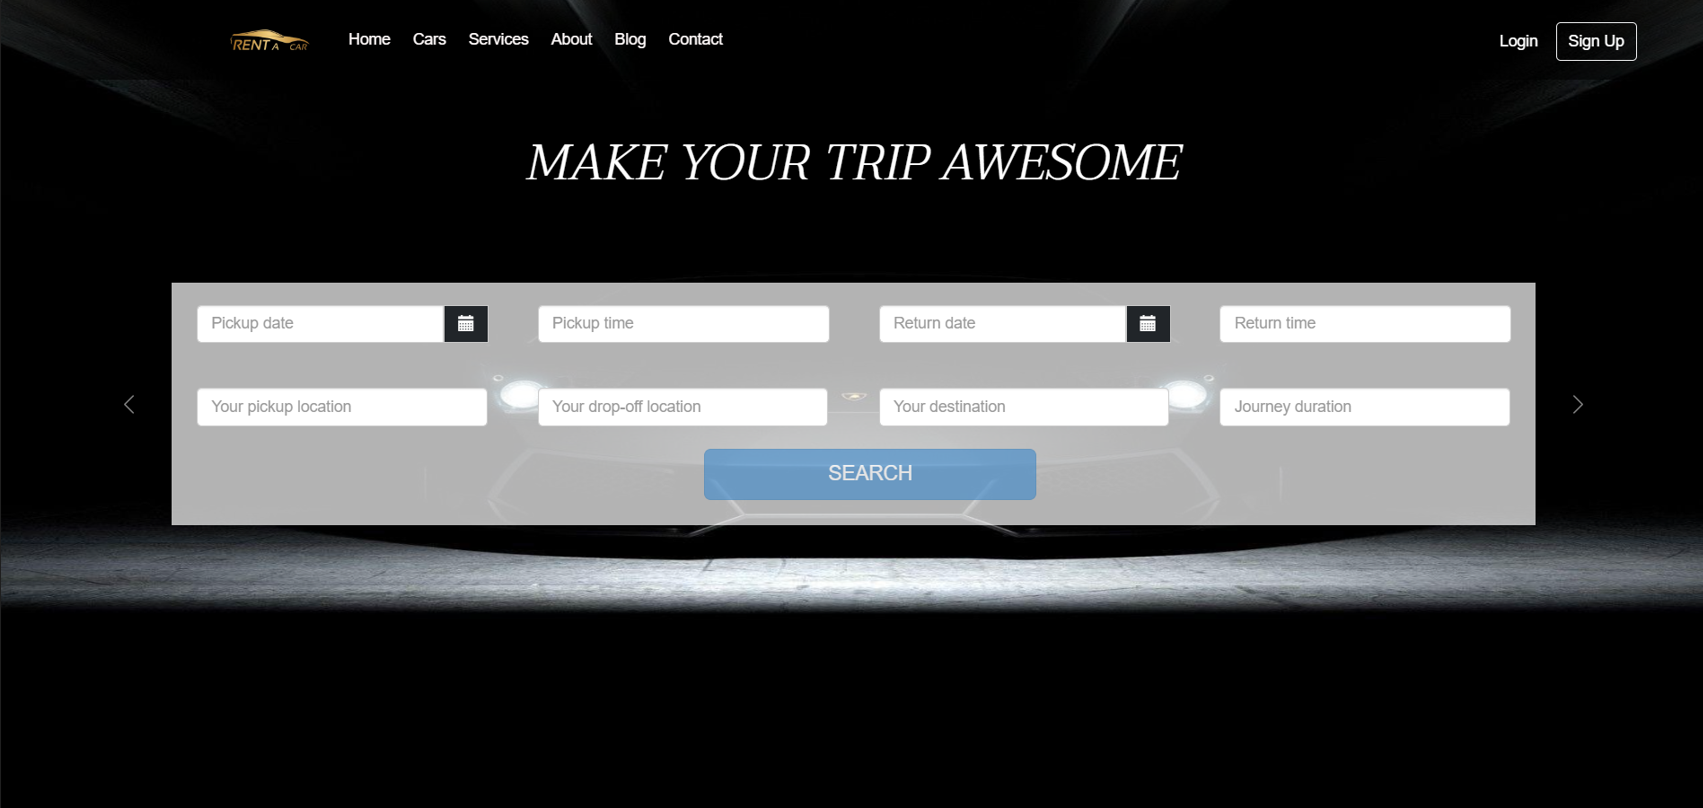 RENT A CAR
Home Cars Services About Blog Contact
Login Sign Up
MAKE YOUR TRIP AWESOME
Pickup date Pickup time Return date Return time
Your pickup location Your drop-off location Your destination Journey duration
SEARCH